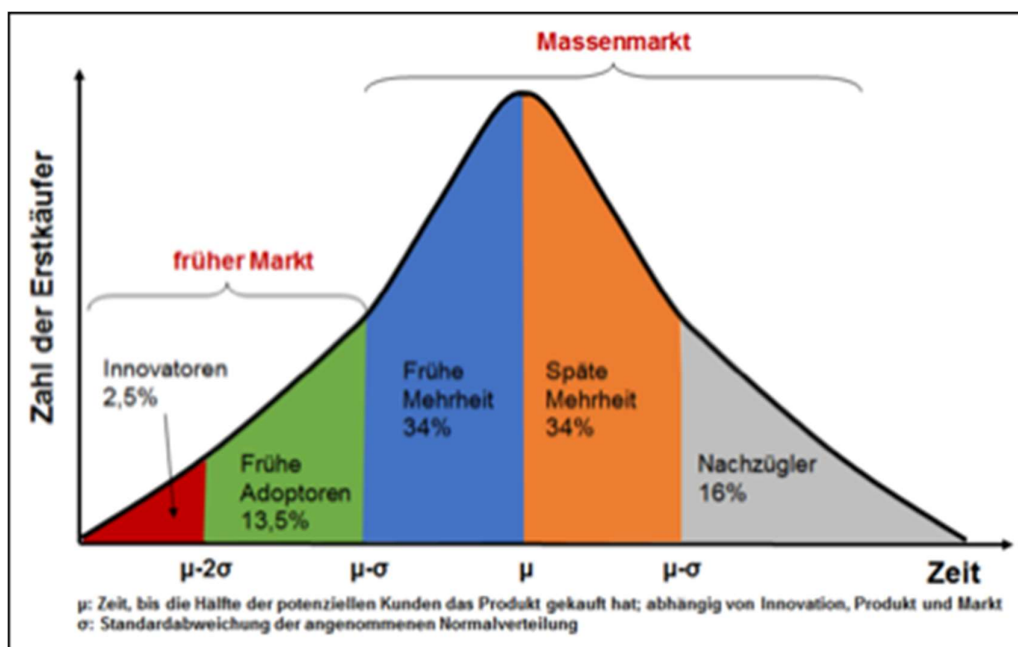 Massenmarkt
Zahl der Erstkäufer
früher Markt
Innovatoren
2,5%
Frühe
Adoptoren
13,5%
Frühe
Mehrheit
34%
Späte
Mehrheit
34%
Nachzügler
16%
μ-2σ
μ-σ
μ
μ-σ
Zeit
μ: Zeit, bis die Hälfte der potenziellen Kunden das Produkt gekauft hat; abhängig von Innovation, Produkt und Markt
σ: Standardabweichung der angenommenen Normalverteilung